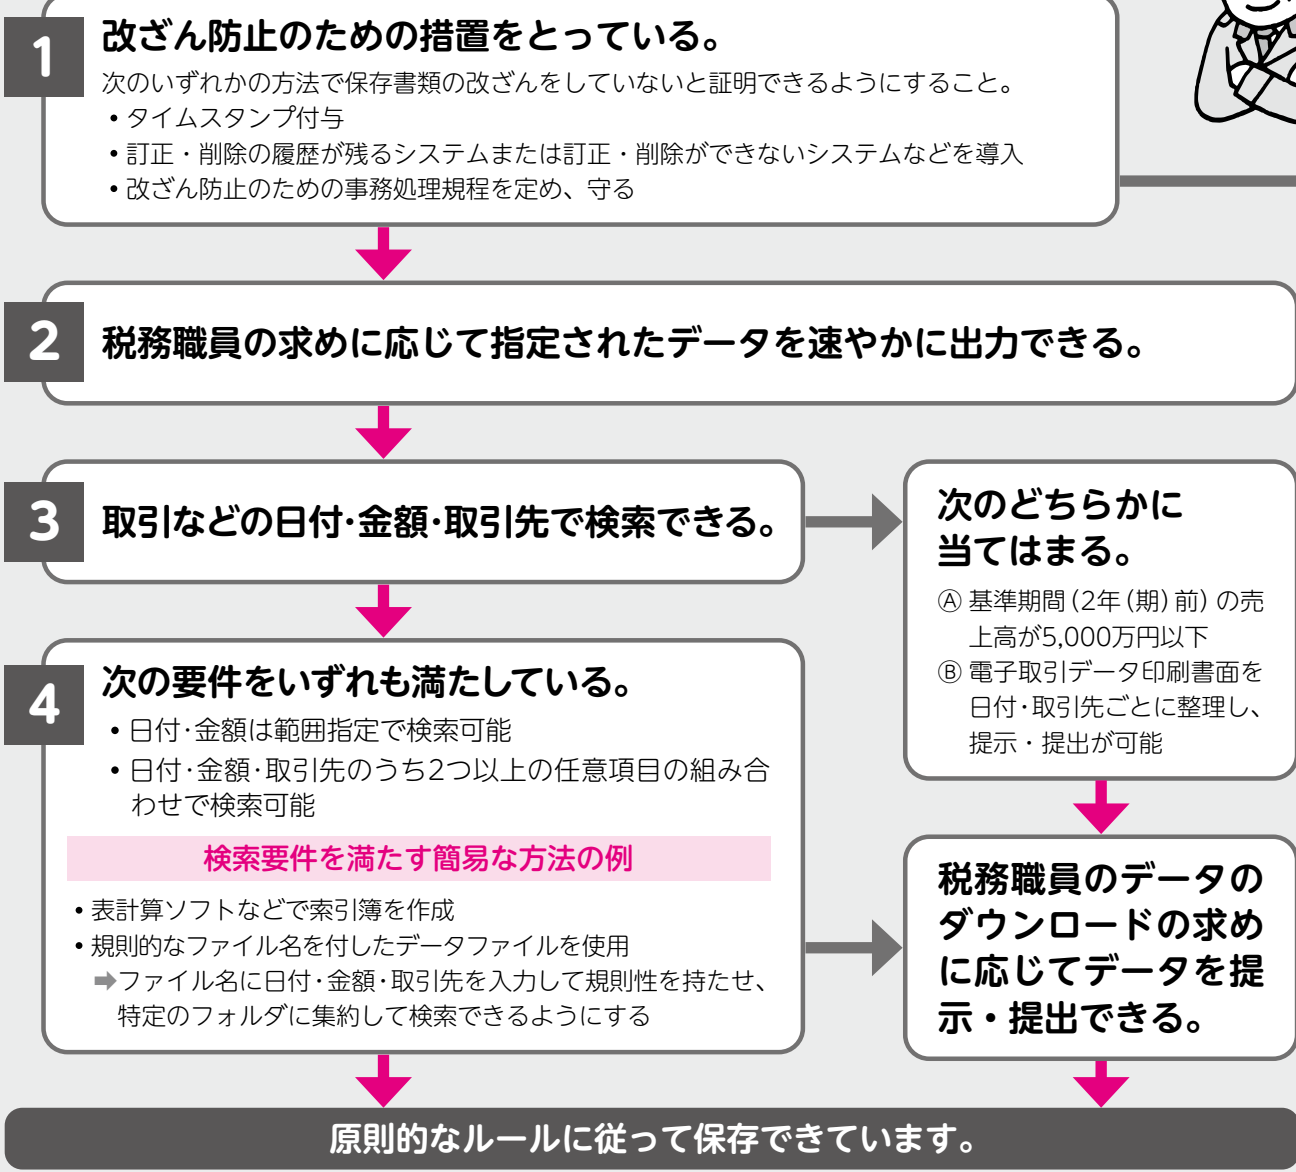 1
改ざん防止のための措置をとっている。
次のいずれかの方法で保存書類の改ざんをしていないと証明できるようにすること。
•タイムスタンプ付与
•訂正・削除の履歴が残るシステムまたは訂正・削除ができないシステムなどを導入
•改ざん防止のための事務処理規程を定め、守る
2
税務職員の求めに応じて指定されたデータを速やかに出力できる。
3
取引などの日付・金額・取引先で検索できる。
次のどちらかに
当てはまる。
Ⓐ 基準期間(2年(期)前)の売
上高が5,000万円以下
Ⓑ 電子取引データ印刷書面を
日付・取引先ごとに整理し、
提示・提出が可能
4
次の要件をいずれも満たしている。
•日付・金額は範囲指定で検索可能
•日付・金額・取引先のうち2つ以上の任意項目の組み合
わせで検索可能
検索要件を満たす簡易な方法の例
•表計算ソフトなどで索引簿を作成
•規則的なファイル名を付したデータファイルを使用
➡ファイル名に日付・金額・取引先を入力して規則性を持たせ、
特定のフォルダに集約して検索できるようにする
税務職員のデータの
ダウンロードの求め
に応じてデータを提
示・提出できる。
原則的なルールに従って保存できています。